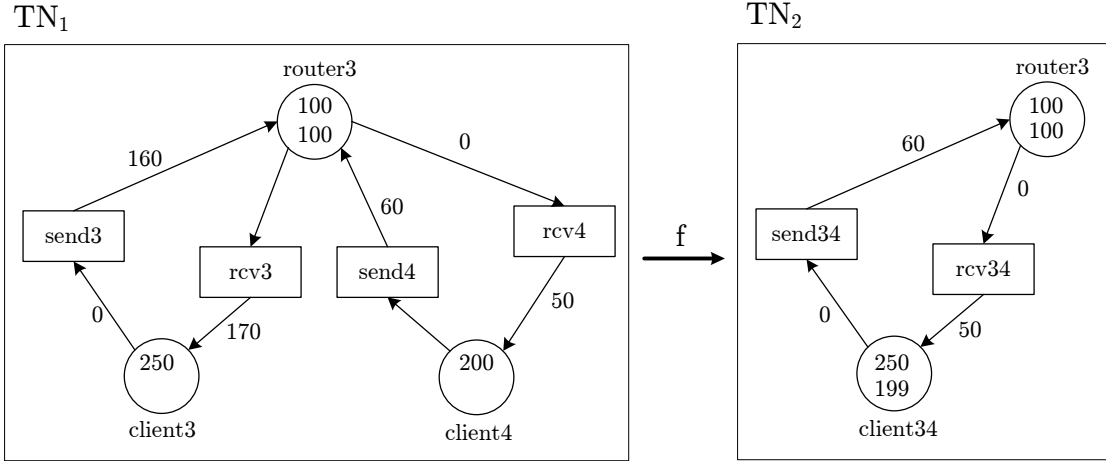 TN₁
router3
100
100
160
0
send3
60
rcv4
rcv3
send4
0
170
50
250
200
client3
client4
f
TN₂
router3
100
100
60
0
send34
rcv34
0
50
250
199
client34